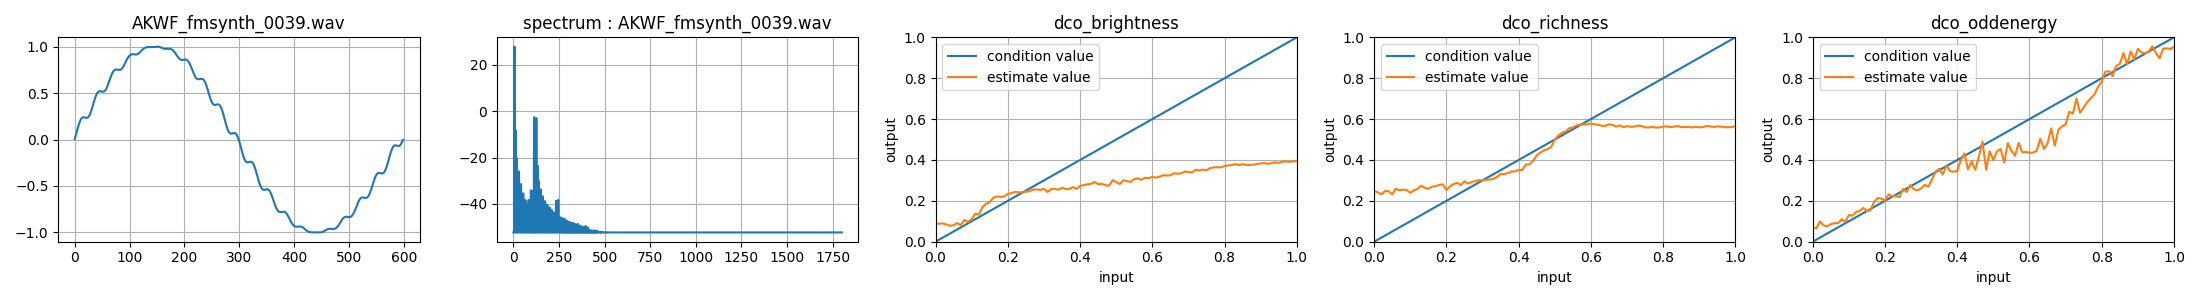 AKWF_fmsynth_0039.wav
1.0
0.5
0.0
−0.5
−1.0
0 100 200 300 400 500 600
spectrum : AKWF_fmsynth_0039.wav
20
0
−20
−40
0 250 500 750 1000 1250 1500 1750
dco_brightness
condition value
estimate value
output
1.0
0.8
0.6
0.4
0.2
0.0
0.0 0.2 0.4 0.6 0.8 1.0
input
dco_richness
condition value
estimate value
output
1.0
0.8
0.6
0.4
0.2
0.0
0.0 0.2 0.4 0.6 0.8 1.0
input
dco_oddenergy
condition value
estimate value
output
1.0
0.8
0.6
0.4
0.2
0.0
0.0 0.2 0.4 0.6 0.8 1.0
input